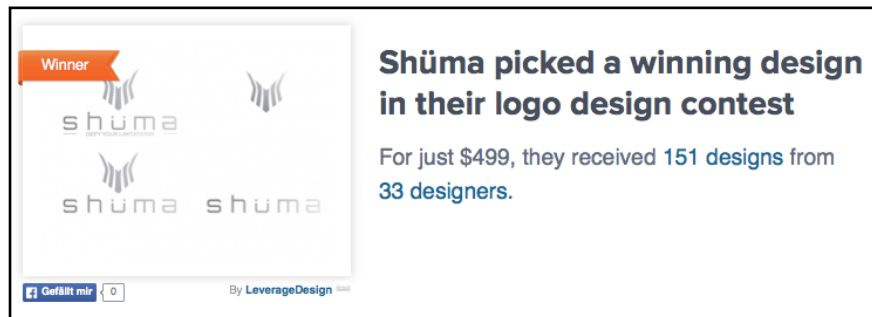 Winner
shüma
shüma
shüma
Shüma picked a winning design
in their logo design contest
For just $499, they received 151 designs from
33 designers.
Gefällt mir
0
By LeverageDesign